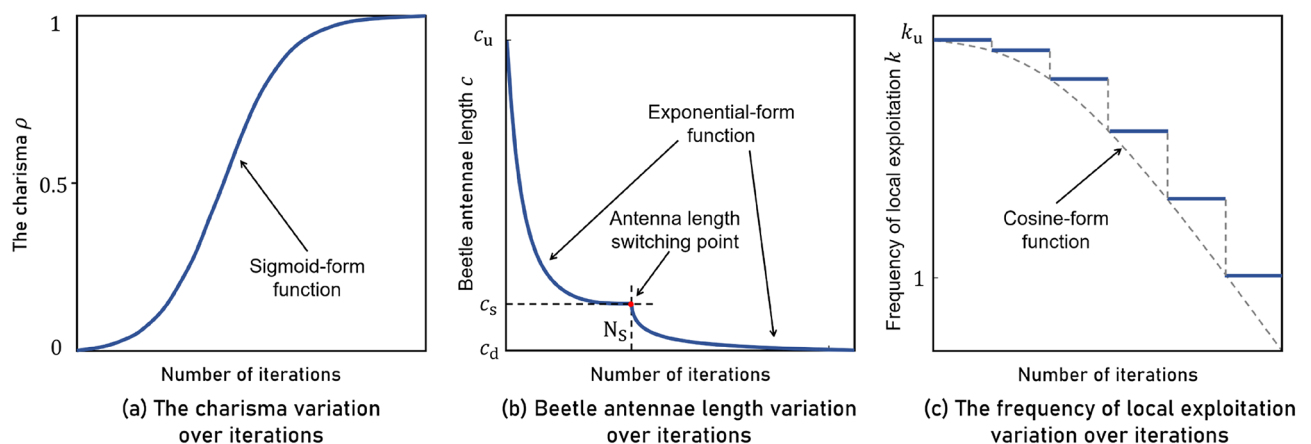 1
0.5
0
The charisma ρ
Sigmoid-form
function
Number of iterations
(a) The charisma variation
over iterations
c_u
c_s
c_d
Beetle antennae length c
Exponential-form
function
Antenna length
switching point
N_S
Number of iterations
(b) Beetle antennae length variation
over iterations
k_u
1
Frequency of local exploitation k
Cosine-form
function
Number of iterations
(c) The frequency of local exploitation
variation over iterations